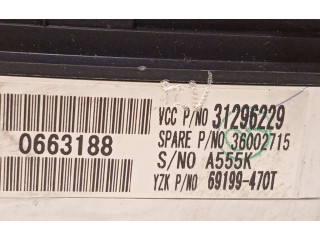 VCC P/NO 31296229
0663188
SPARE P/NO 36002715
S/NO A555K
YZK P/NO 69199-470T